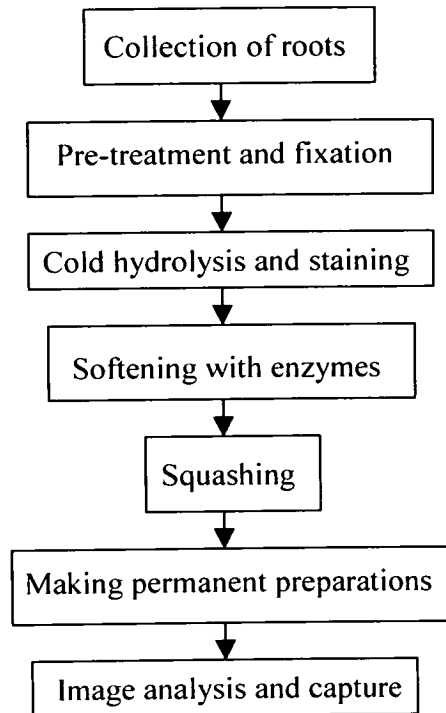 Collection of roots
Pre-treatment and fixation
Cold hydrolysis and staining
Softening with enzymes
Squashing
Making permanent preparations
Image analysis and capture